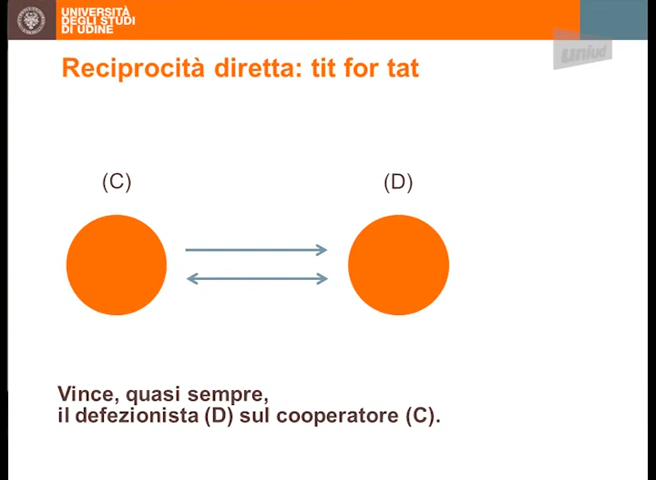 UNIVERSITÀ
DEGLI STUDI
DI UDINE
uniud
Reciprocità diretta: tit for tat
(C)
(D)
Vince, quasi sempre,
il defezionista (D) sul cooperatore (C).